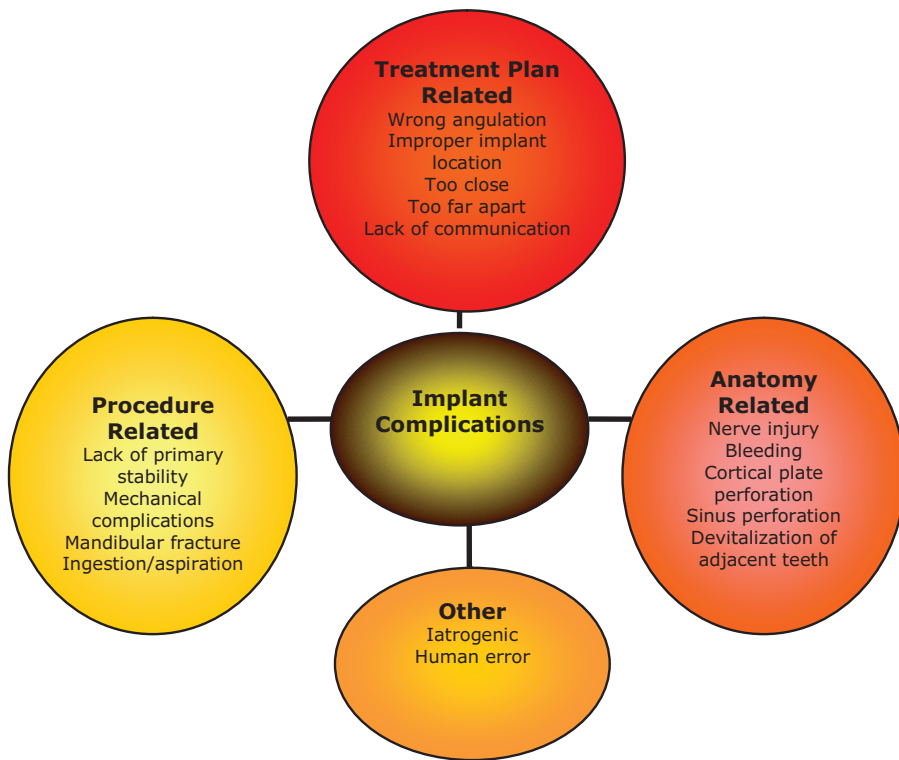 Treatment Plan
Related
Wrong angulation
Improper implant
location
Too close
Too far apart
Lack of communication
Implant
Complications
Procedure
Related
Lack of primary
stability
Mechanical
complications
Mandibular fracture
Ingestion/aspiration
Anatomy
Related
Nerve injury
Bleeding
Cortical plate
perforation
Sinus perforation
Devitalization of
adjacent teeth
Other
Iatrogenic
Human error